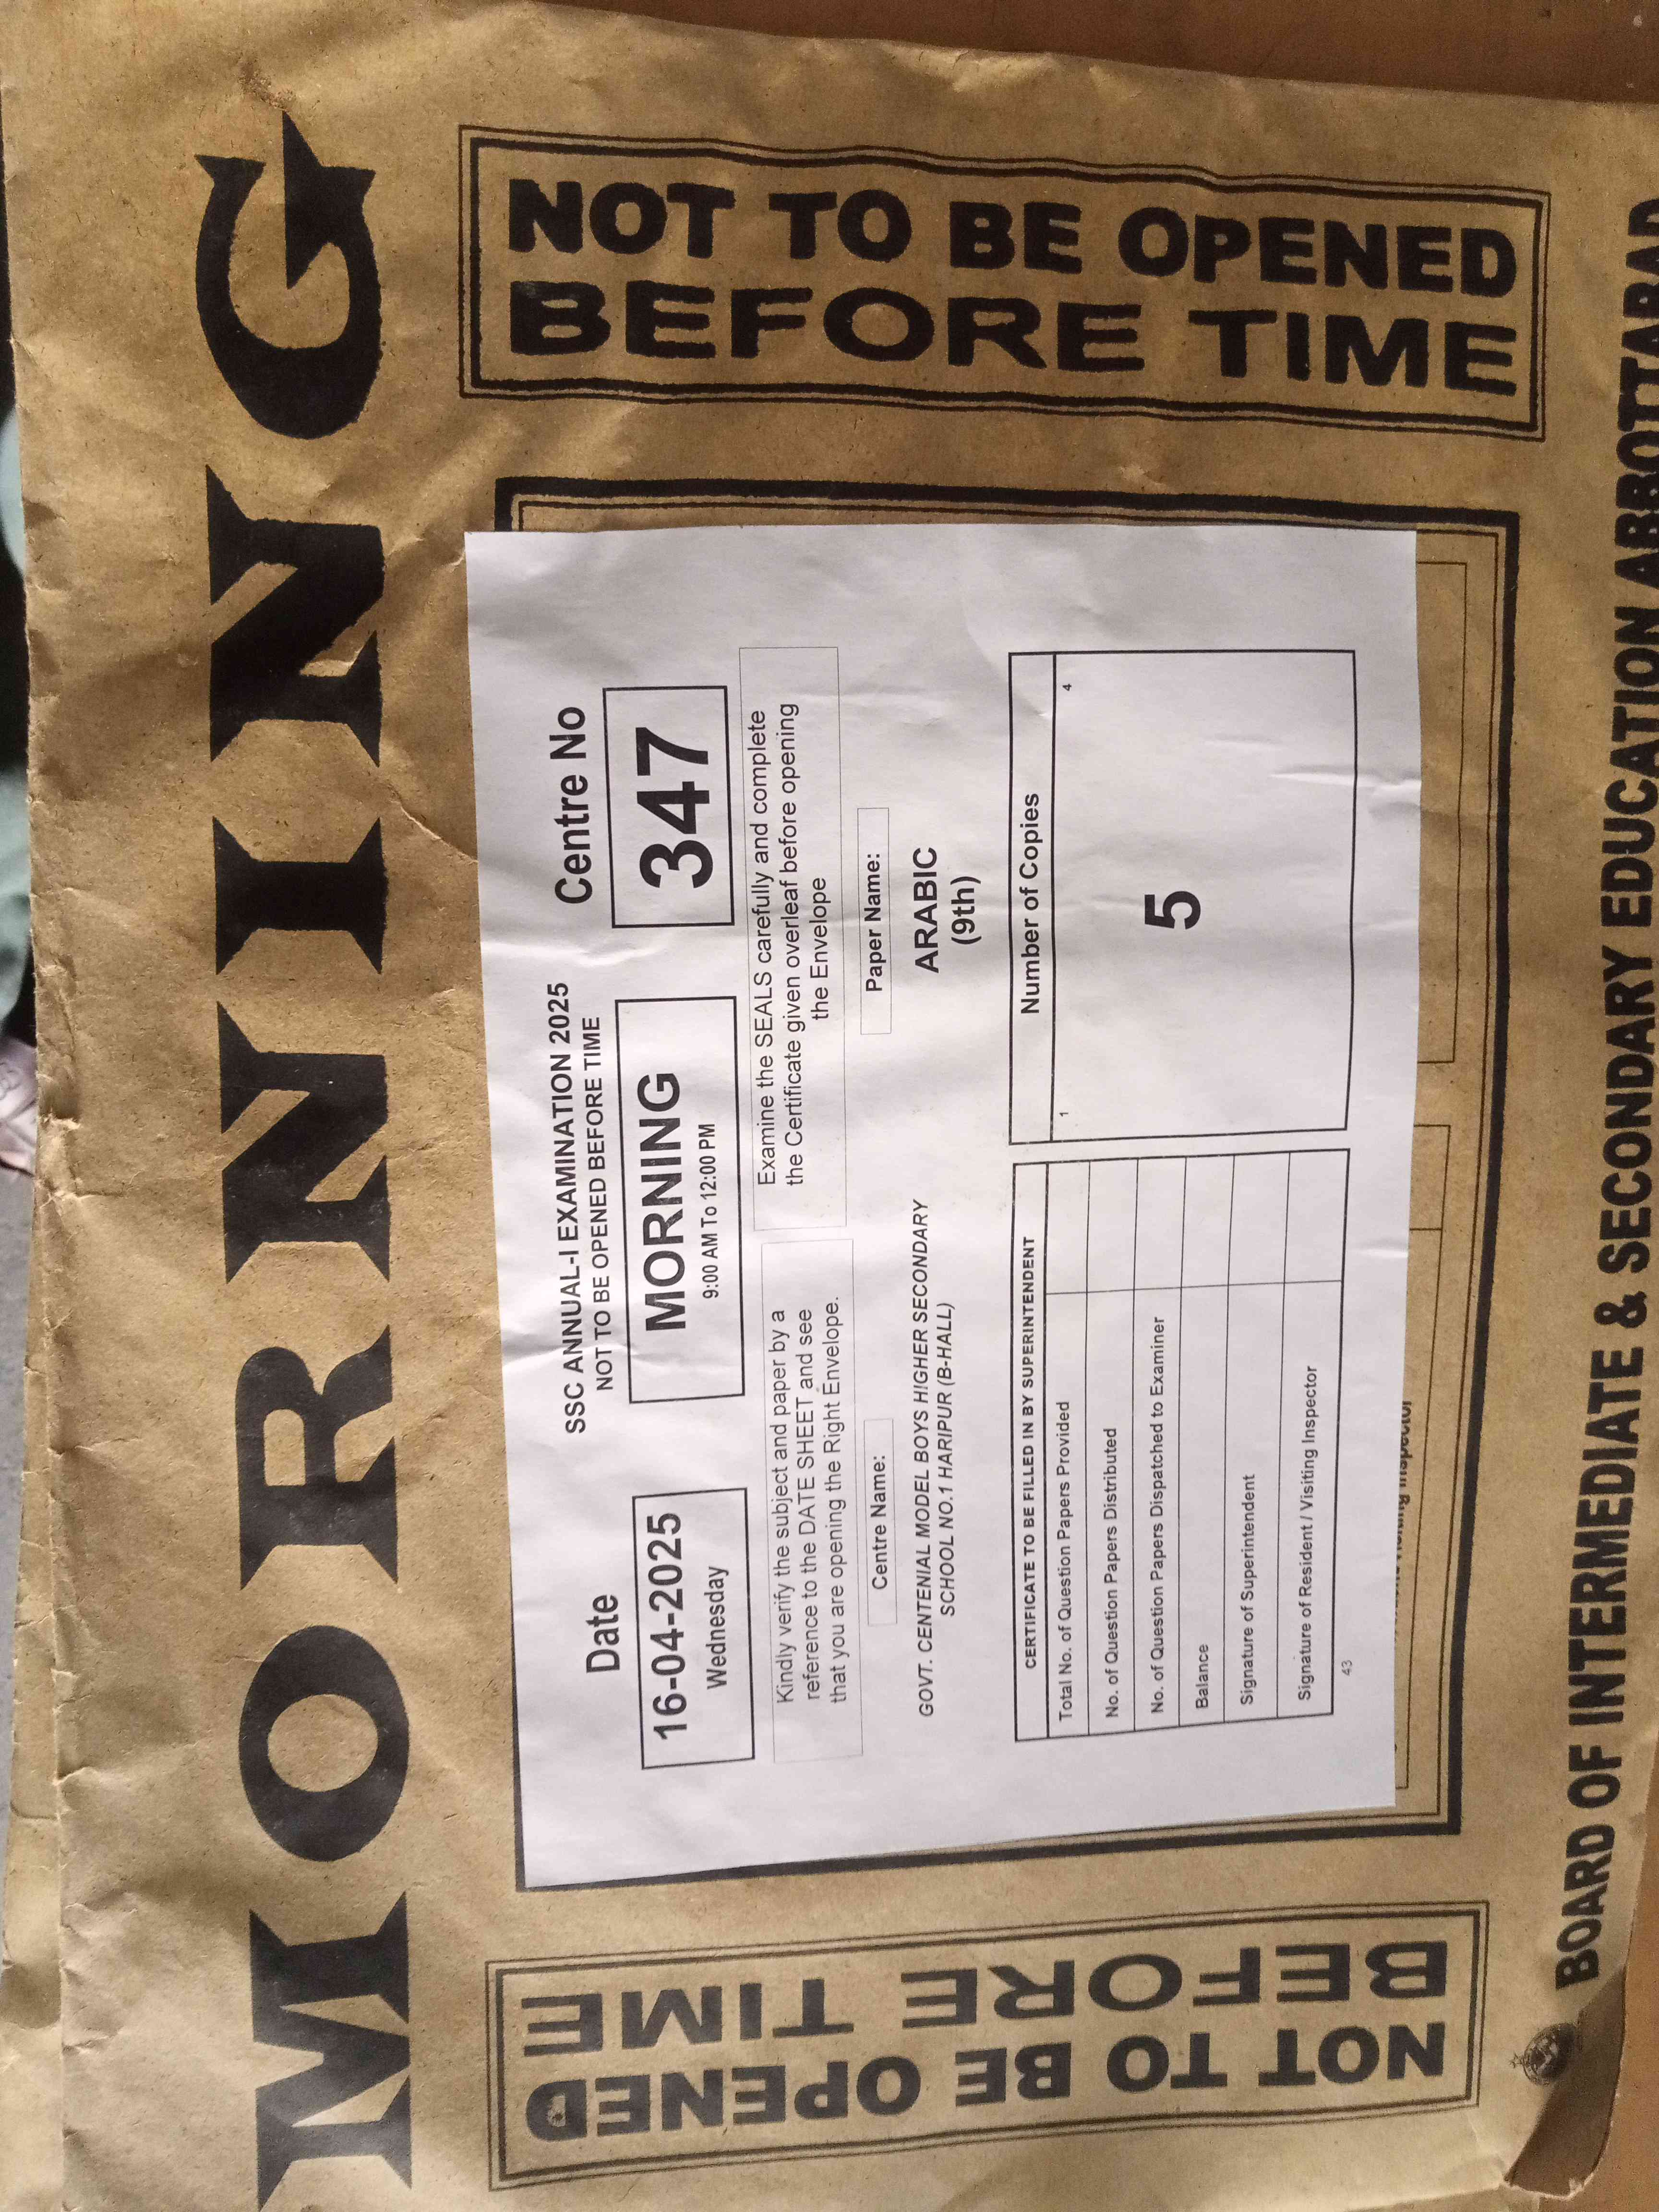 MORNING
NOT TO BE OPENED
BEFORE TIME
SSC ANNUAL-I EXAMINATION 2025
NOT TO BE OPENED BEFORE TIME
Date
16-04-2025
Wednesday
MORNING
9:00 AM To 12:00 PM
Centre No
347
Kindly verify the subject and paper by a
reference to the DATE SHEET and see
that you are opening the Right Envelope.
Examine the SEALS carefully and complete
the Certificate given overleaf before opening
the Envelope
Centre Name:
GOVT. CENTENIAL MODEL BOYS HIGHER SECONDARY
SCHOOL NO.1 HARIPUR (B-HALL)
Paper Name:
ARABIC
(9th)
CERTIFICATE TO BE FILLED IN BY SUPERINTENDENT
Total No. of Question Papers Provided
No. of Question Papers Distributed
No. of Question Papers Dispatched to Examiner
Balance
Signature of Superintendent
Signature of Resident / Visiting Inspector
43
Number of Copies
1 4
5
NOT TO BE OPENED
BEFORE TIME
BOARD OF INTERMEDIATE & SECONDARY EDUCATION ABBOTTABAD